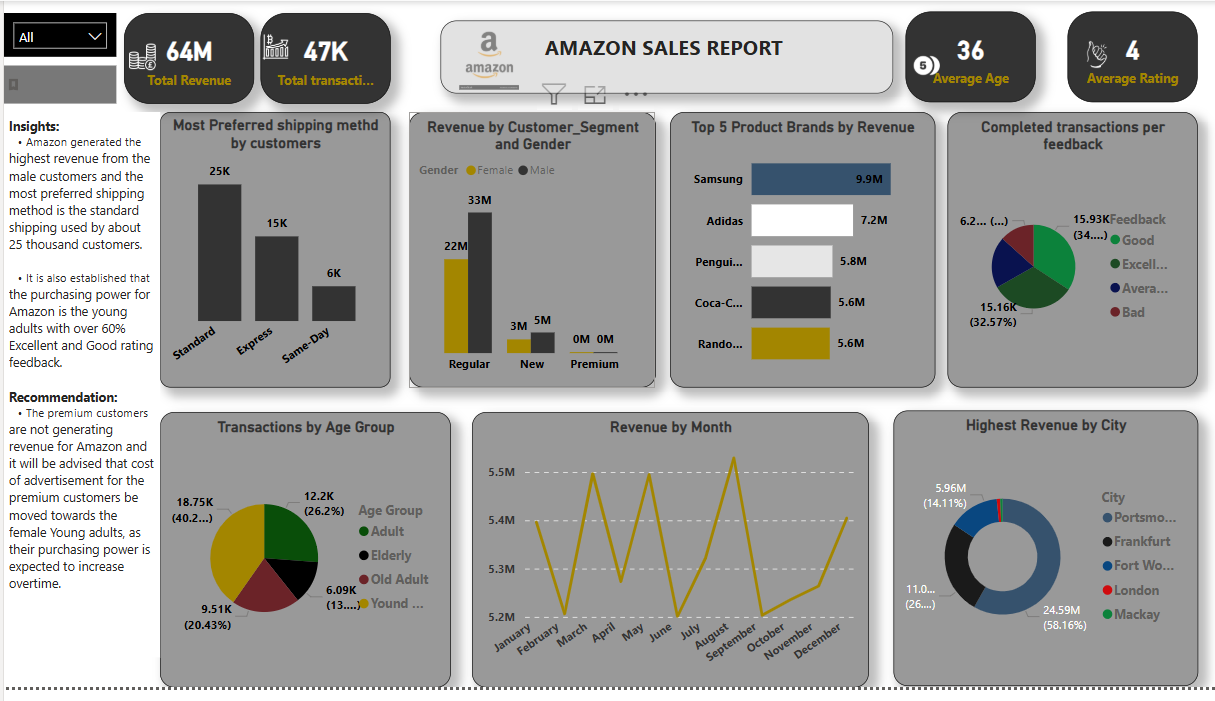 All
64M
Total Revenue
47K
Total transacti...
amazon
AMAZON SALES REPORT
5
36
Average Age
4
Average Rating
Insights:
• Amazon generated the
highest revenue from the
male customers and the
most preferred shipping
method is the standard
shipping used by about
25 thousand customers.
• It is also established that
the purchasing power for
Amazon is the young
adults with over 60%
Excellent and Good rating
feedback.
Recommendation:
• The premium customers
are not generating
revenue for Amazon and
it will be advised that cost
of advertisement for the
premium customers be
moved towards the
female Young adults, as
their purchasing power is
expected to increase
overtime.
Most Preferred shipping methd
by customers
25K
15K
6K
Standard
Express
Same-Day
Revenue by Customer_Segment
and Gender
Gender Female Male
22M
33M
3M
5M
0M
0M
Regular
New
Premium
Top 5 Product Brands by Revenue
Samsung
9.9M
Adidas
7.2M
Pengui...
5.8M
Coca-C...
5.6M
Rando...
5.6M
Completed transactions per
feedback
6.2... (...)
15.93K
(34....)
15.16K
(32.57%)
Feedback
Good
Excell...
Avera...
Bad
Transactions by Age Group
18.75K
(40.2...)
12.2K
(26.2%)
6.09K
(13....)
9.51K
(20.43%)
Age Group
Adult
Elderly
Old Adult
Yound ...
Revenue by Month
5.5M
5.4M
5.3M
5.2M
January
February
March
April
May
June
July
August
September
October
November
December
Highest Revenue by City
5.96M
(14.11%)
11.0...
(26....)
24.59M
(58.16%)
City
Portsmo...
Frankfurt
Fort Wo...
London
Mackay